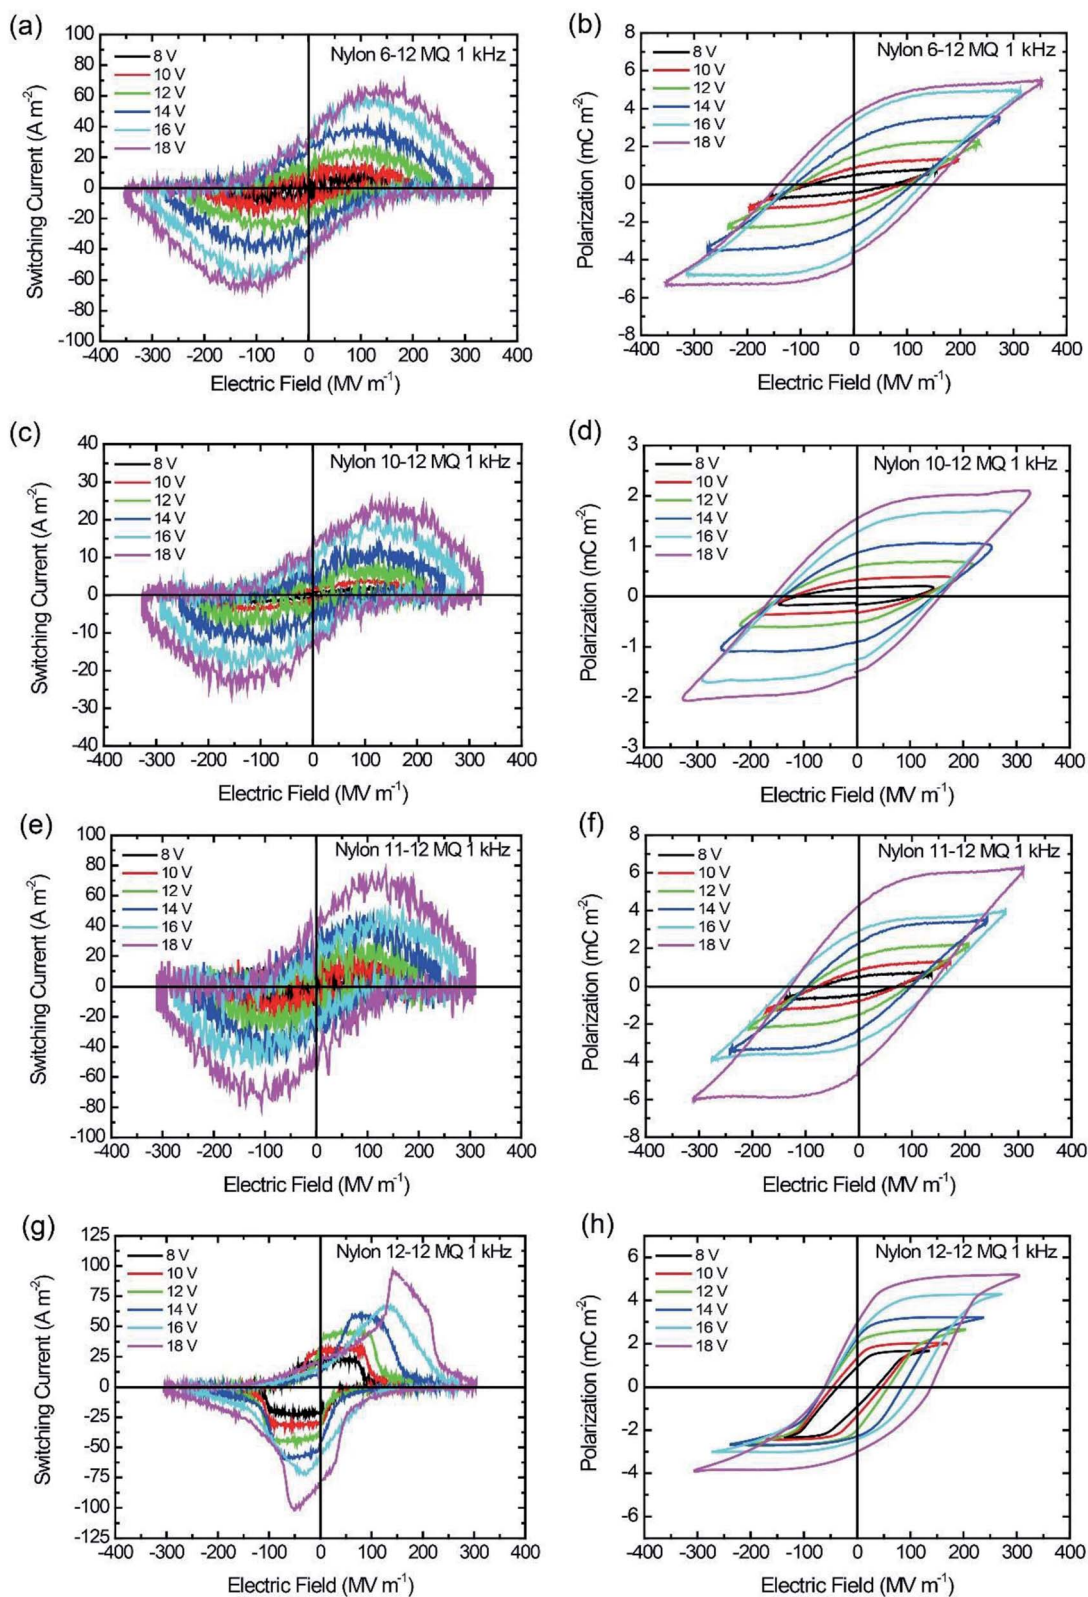 (a)
Nylon 6-12 MQ 1 kHz
8 V
10 V
12 V
14 V
16 V
18 V
Switching Current (A m-2)
100
80
60
40
20
0
-20
-40
-60
-80
-100
-400 -300 -200 -100 0 100 200 300 400
Electric Field (MV m-1)
(b)
Nylon 6-12 MQ 1 kHz
8 V
10 V
12 V
14 V
16 V
18 V
Polarization (mC m-2)
8
6
4
2
0
-2
-4
-6
-8
-400 -300 -200 -100 0 100 200 300 400
Electric Field (MV m-1)
(c)
Nylon 10-12 MQ 1 kHz
8 V
10 V
12 V
14 V
16 V
18 V
Switching Current (A m-2)
40
30
20
10
0
-10
-20
-30
-40
-400 -300 -200 -100 0 100 200 300 400
Electric Field (MV m-1)
(d)
Nylon 10-12 MQ 1 kHz
8 V
10 V
12 V
14 V
16 V
18 V
Polarization (mC m-2)
3
2
1
0
-1
-2
-3
-400 -300 -200 -100 0 100 200 300 400
Electric Field (MV m-1)
(e)
Nylon 11-12 MQ 1 kHz
8 V
10 V
12 V
14 V
16 V
18 V
Switching Current (A m-2)
100
80
60
40
20
0
-20
-40
-60
-80
-100
-400 -300 -200 -100 0 100 200 300 400
Electric Field (MV m-1)
(f)
Nylon 11-12 MQ 1 kHz
8 V
10 V
12 V
14 V
16 V
18 V
Polarization (mC m-2)
8
6
4
2
0
-2
-4
-6
-8
-400 -300 -200 -100 0 100 200 300 400
Electric Field (MV m-1)
(g)
Nylon 12-12 MQ 1 kHz
8 V
10 V
12 V
14 V
16 V
18 V
Switching Current (A m-2)
125
100
75
50
25
0
-25
-50
-75
-100
-125
-400 -300 -200 -100 0 100 200 300 400
Electric Field (MV m-1)
(h)
Nylon 12-12 MQ 1 kHz
8 V
10 V
12 V
14 V
16 V
18 V
Polarization (mC m-2)
6
4
2
0
-2
-4
-6
-400 -300 -200 -100 0 100 200 300 400
Electric Field (MV m-1)